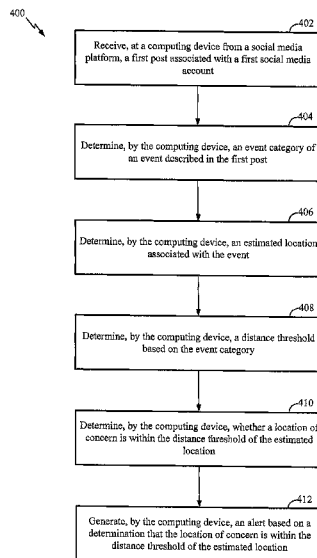 400
402
Receive, at a computing device from a social media
platform, a first post associated with a first social media
account
404
Determine, by the computing device, an event category of
an event described in the first post
406
Determine, by the computing device, an estimated location
associated with the event
408
Determine, by the computing device, a distance threshold
based on the event category
410
Determine, by the computing device, whether a location of
concern is within the distance threshold of the estimated
location
412
Generate, by the computing device, an alert based on a
determination that the location of concern is within the
distance threshold of the estimated location